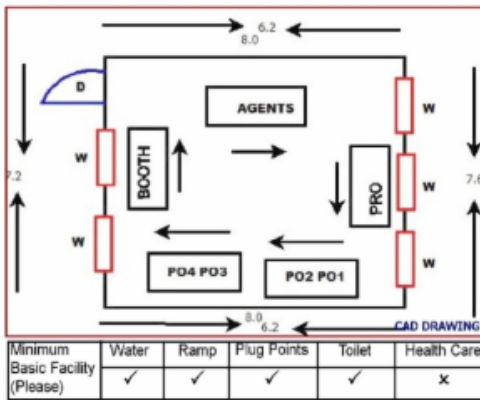 6.2
8.0
D
AGENTS
W
W
BOOTH
PRO
W
7.2
7.6
W
W
PO4 PO3
PO2 PO1
8.0
6.2
CAD DRAWING
Minimum Basic Facility (Please)
Water
Ramp
Plug Points
Toilet
Health Care
✓
✓
✓
✓
x